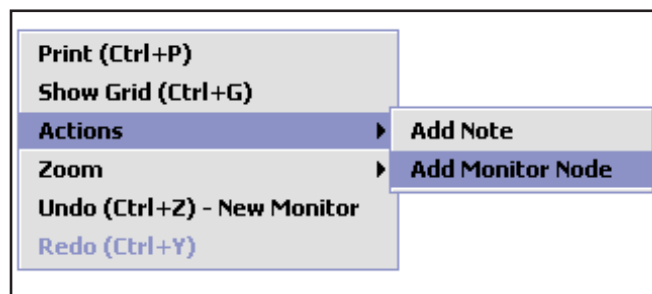 Print (Ctrl+P)
Show Grid (Ctrl+G)
Actions
Add Note
Zoom
Add Monitor Node
Undo (Ctrl+Z) - New Monitor
Redo (Ctrl+Y)